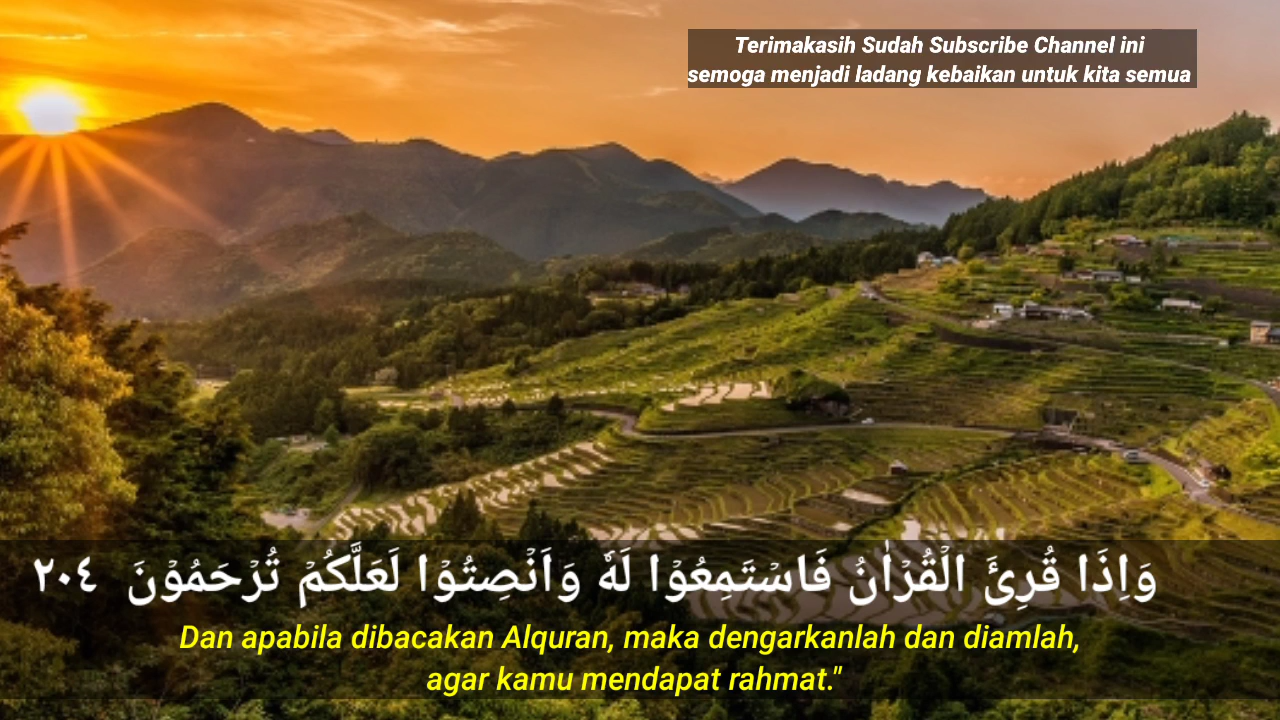 Terimakasih Sudah Subscribe Channel ini
semoga menjadi ladang kebaikan untuk kita semua
وَاِذَا قُرِئَ الْقُرْاٰنُ فَاسْتَمِعُوْا لَهٗ وَاَنْصِتُوْا لَعَلَّكُمْ تُرْحَمُوْنَ ٢٠٤
Dan apabila dibacakan Alquran, maka dengarkanlah dan diamlah,
agar kamu mendapat rahmat."